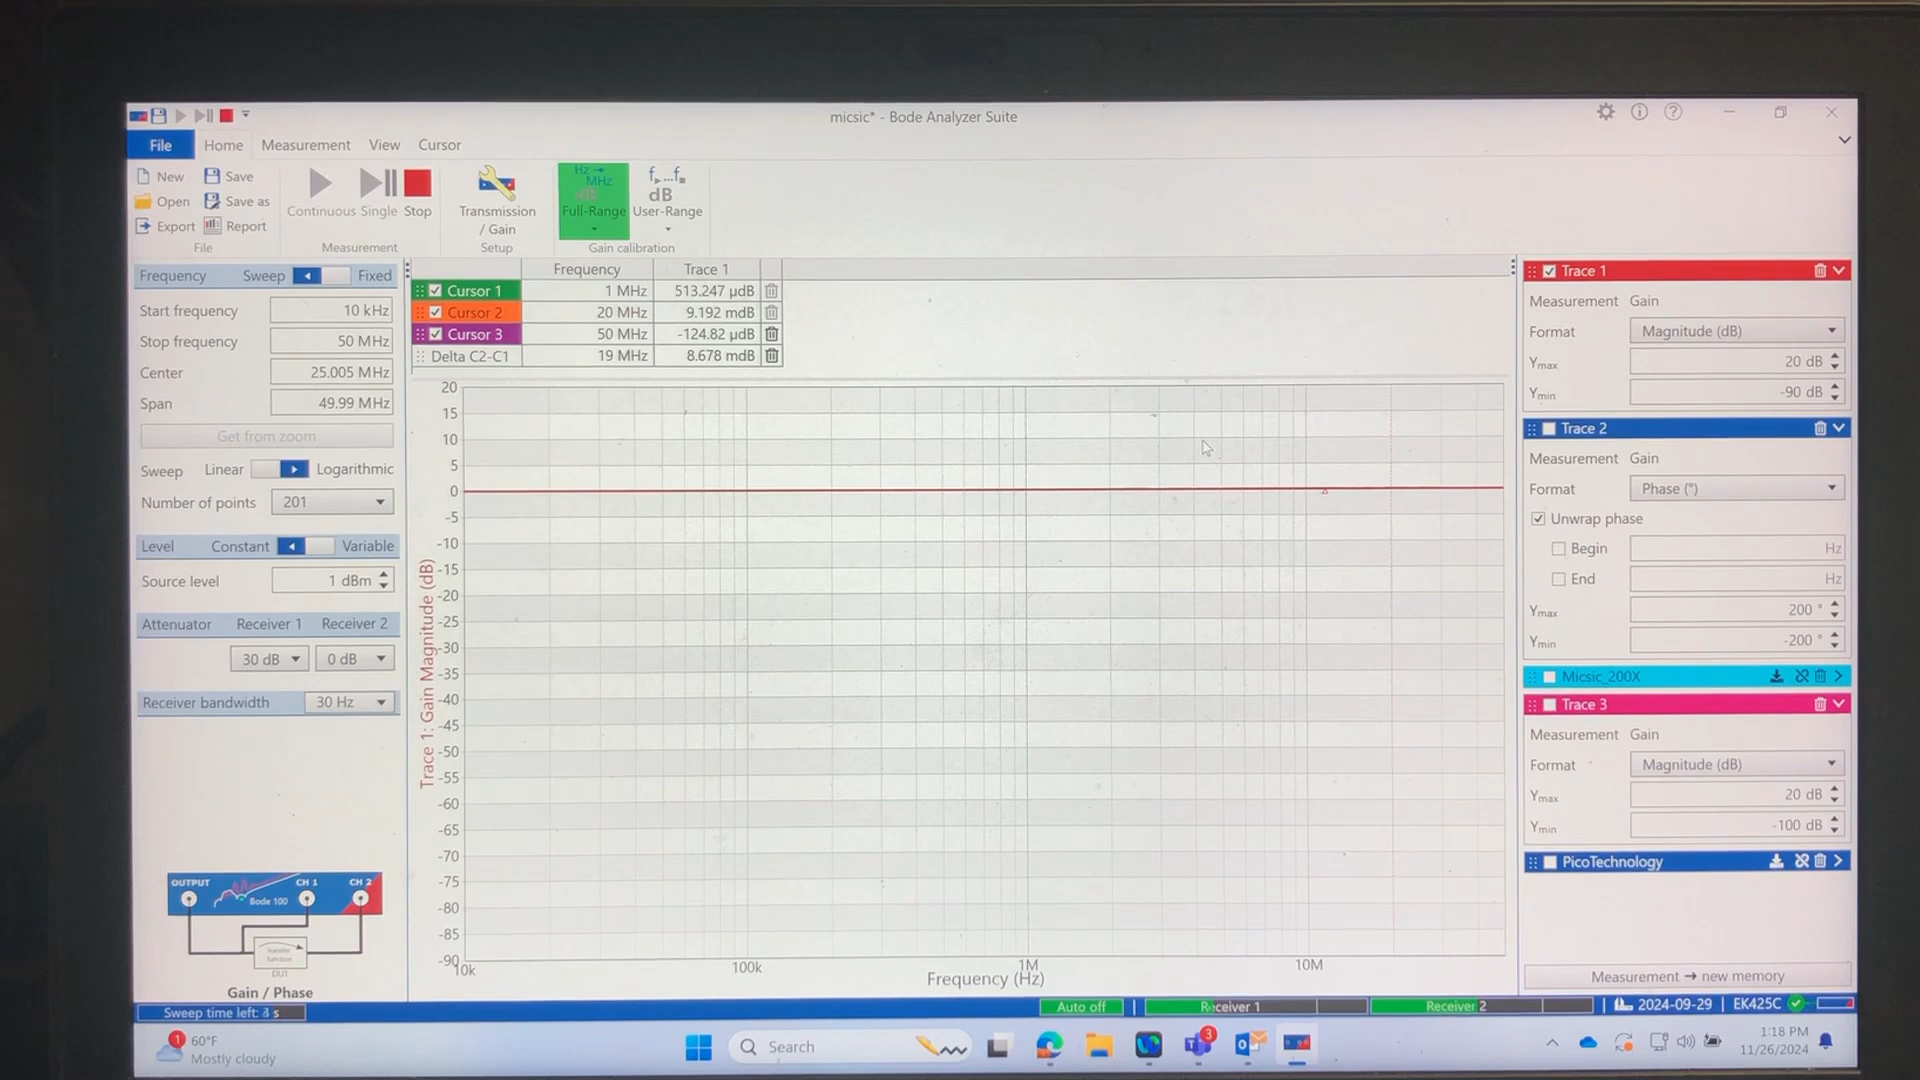 micsic* - Bode Analyzer Suite
File Home Measurement View Cursor
New Save
Open Save as
Export Report
File
Continuous Single Stop
Measurement
Transmission
/ Gain
Setup
Hz →
MHz
dB
Full-Range
dB
User-Range
Gain calibration
Frequency Sweep Fixed
Start frequency 10 kHz
Stop frequency 50 MHz
Center 25.005 MHz
Span 49.99 MHz
Get from zoom
Sweep Linear Logarithmic
Number of points 201
Level Constant Variable
Source level 1 dBm
Attenuator Receiver 1 Receiver 2
30 dB 0 dB
Receiver bandwidth 30 Hz
OUTPUT CH 1 CH 2
Bode 100
Transfer
function
DUT
Gain / Phase
Frequency Trace 1
Cursor 1 1 MHz 513.247 µdB
Cursor 2 20 MHz 9.192 mdB
Cursor 3 50 MHz -124.82 µdB
Delta C2-C1 19 MHz 8.678 mdB
Trace 1: Gain Magnitude (dB)
20
15
10
5
0
-5
-10
-15
-20
-25
-30
-35
-40
-45
-50
-55
-60
-65
-70
-75
-80
-85
-90
10k 100k 1M 10M
Frequency (Hz)
Trace 1
Measurement Gain
Format Magnitude (dB)
Ymax 20 dB
Ymin -90 dB
Trace 2
Measurement Gain
Format Phase (°)
Unwrap phase
Begin Hz
End Hz
Ymax 200 °
Ymin -200 °
Micsic_200X
Trace 3
Measurement Gain
Format Magnitude (dB)
Ymax 20 dB
Ymin -100 dB
PicoTechnology
Measurement → new memory
Sweep time left: s
Auto off Receiver 1 Receiver 2 2024-09-29 | EK425C
1
60°F
Mostly cloudy
Search
3
1:18 PM
11/26/2024